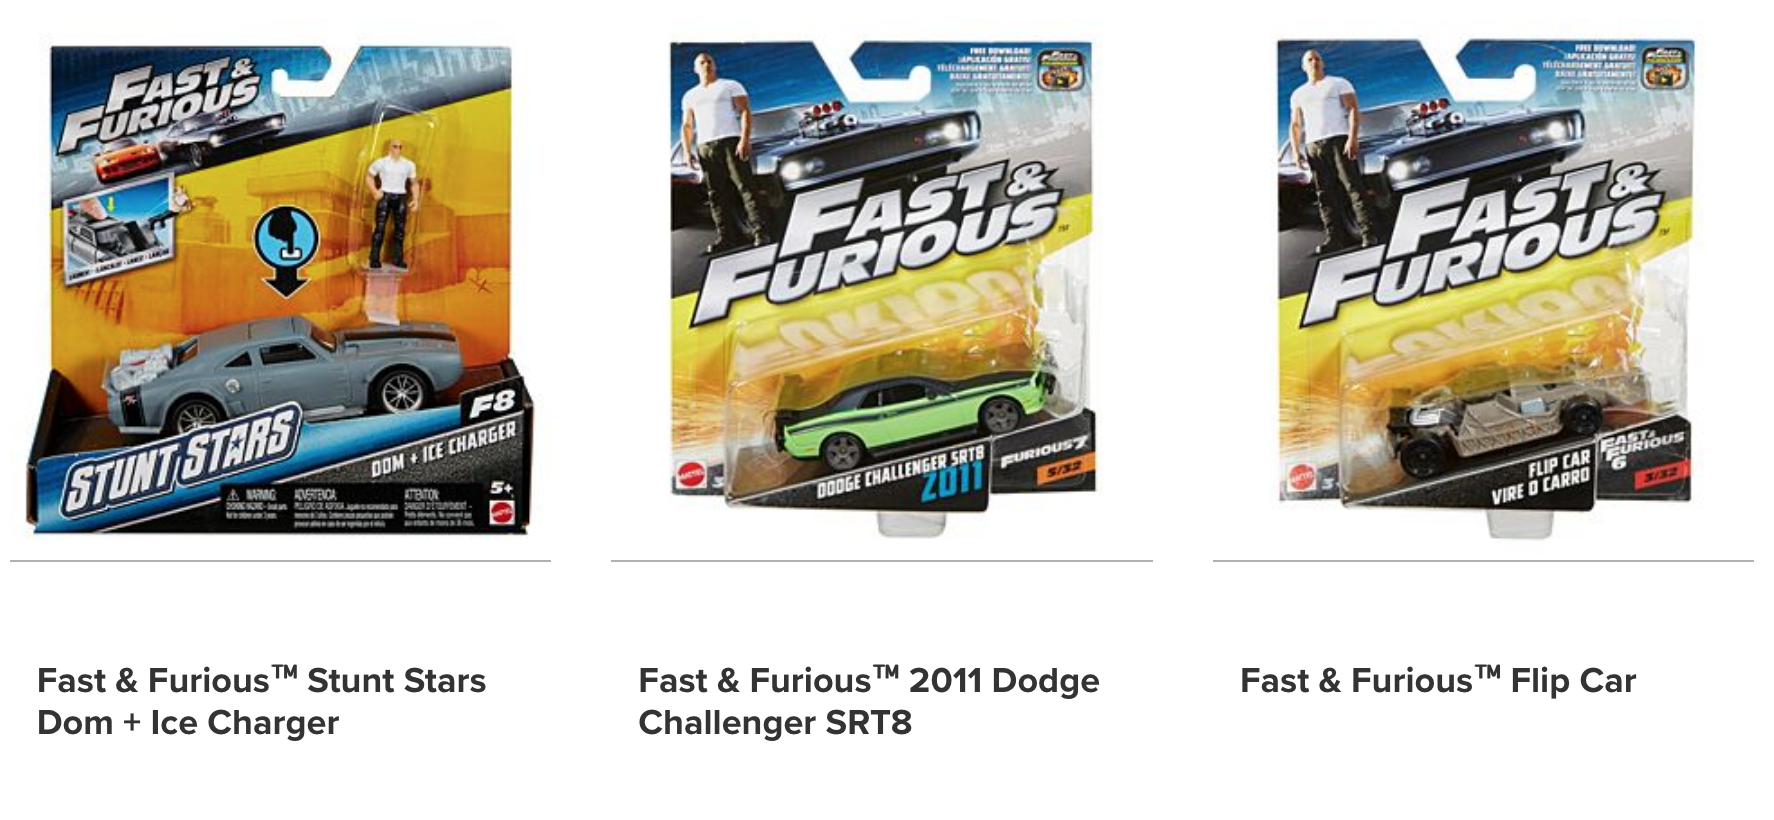 FAST &
FURIOUS
F8
STUNT STARS
DOM + ICE CHARGER
WARNING:
ADVERTENCIA:
ATTENTION:
5+
MATTEL
FREE DOWNLOAD!
¡APLICACIÓN GRATIS!
TÉLÉCHARGEMENT GRATUIT!
BAIXE GRATUITAMENTE!
FAST &
FURIOUS™
DODGE CHALLENGER SRT8
2011
FURIOUS 7
5/32
MATTEL
FREE DOWNLOAD!
¡APLICACIÓN GRATIS!
TÉLÉCHARGEMENT GRATUIT!
BAIXE GRATUITAMENTE!
FAST &
FURIOUS™
FLIP CAR
VIRE O CARRO
FAST &
FURIOUS
6
3/32
MATTEL
Fast & Furious™ Stunt Stars
Dom + Ice Charger
Fast & Furious™ 2011 Dodge
Challenger SRT8
Fast & Furious™ Flip Car